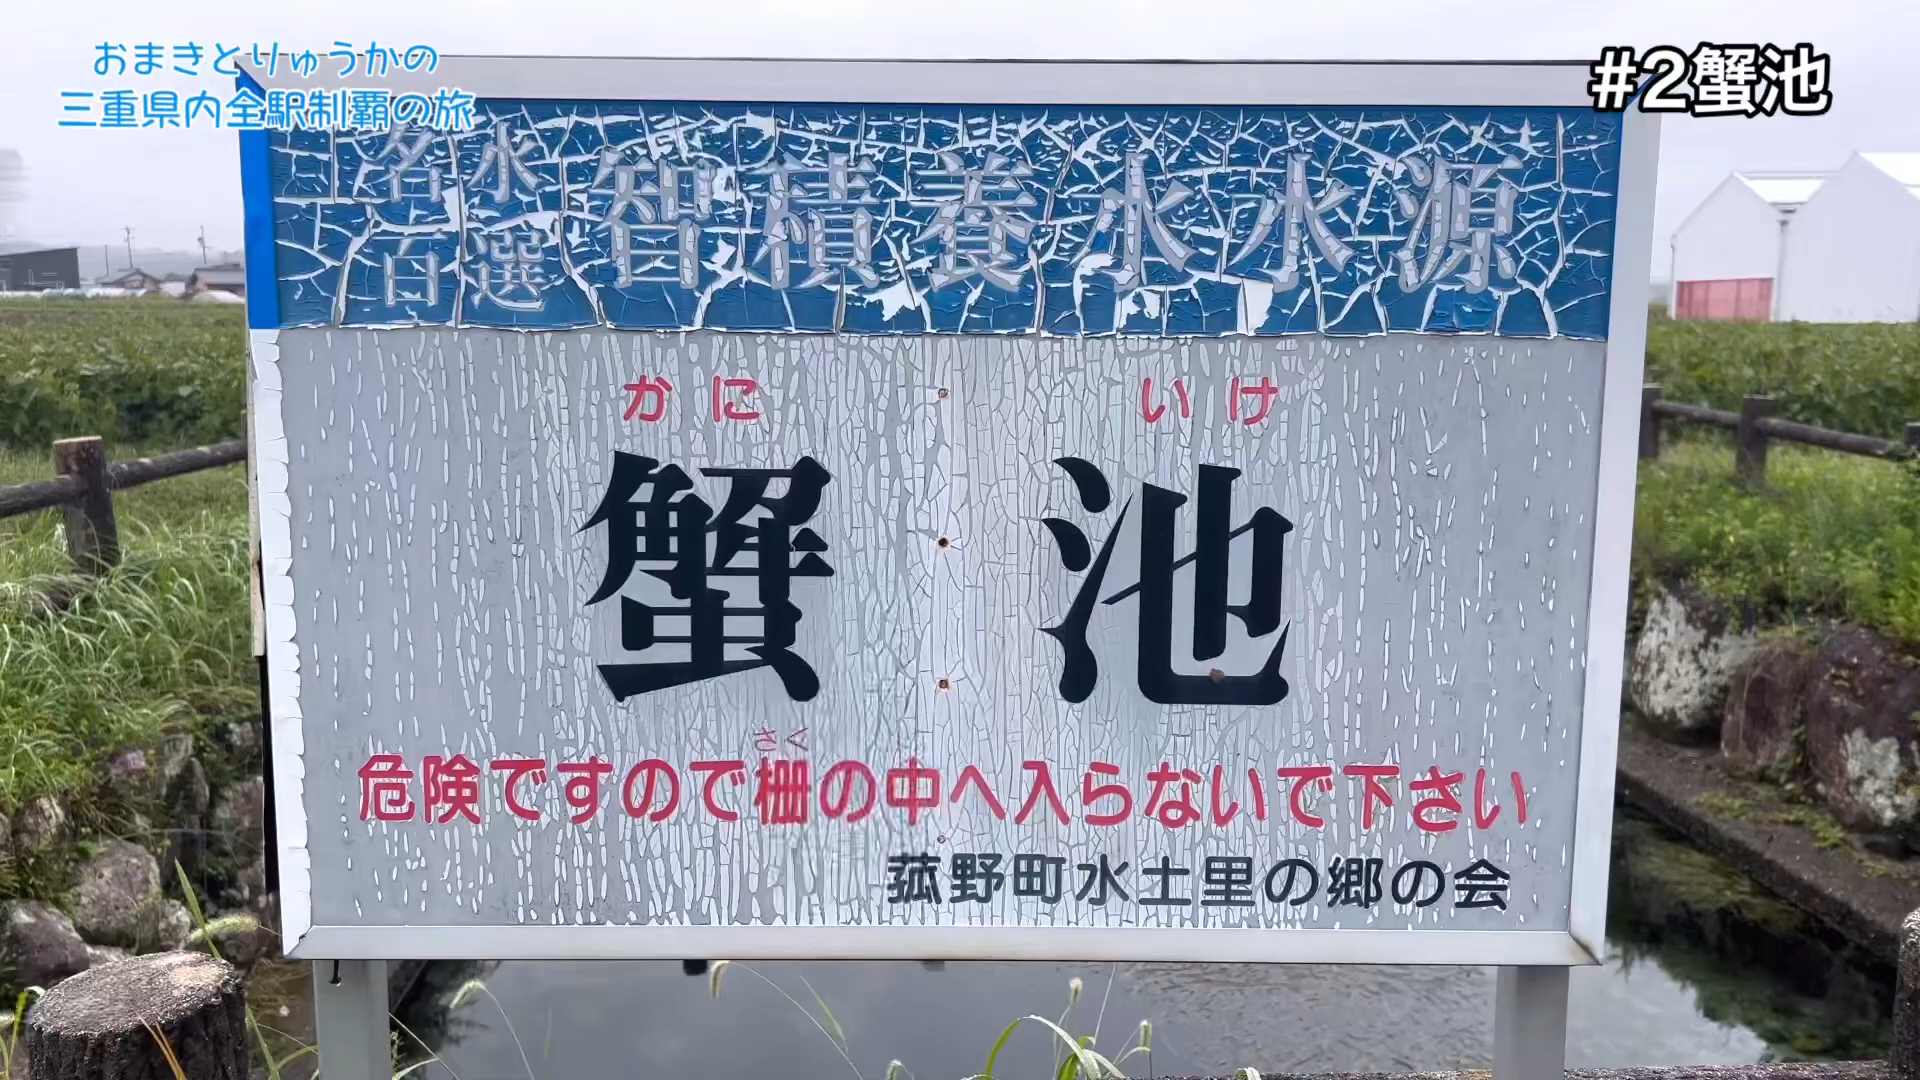 おまきとりゅうかの
三重県内全駅制覇の旅
#2蟹池
名水百選
智積養水水源
かに いけ
蟹池
さく
危険ですので柵の中へ入らないで下さい
菰野町水土里の郷の会